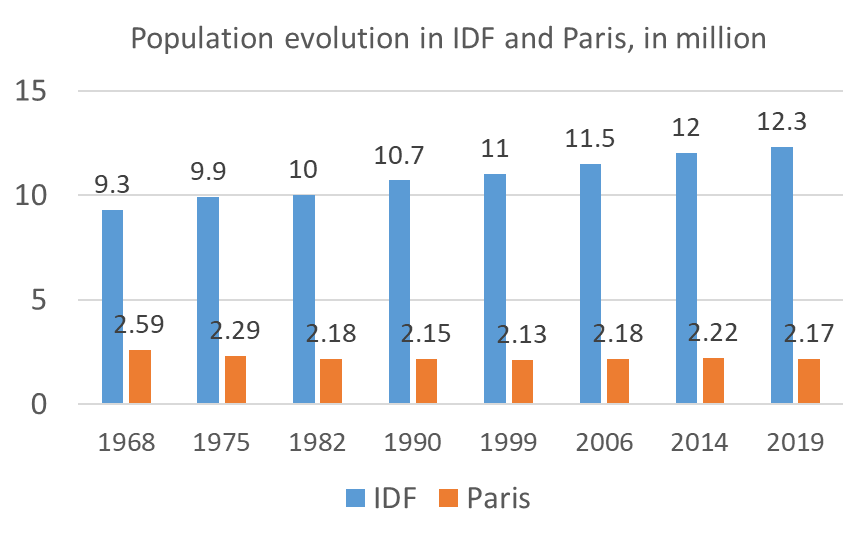 Population evolution in IDF and Paris, in million
15
10
5
0
9.3 9.9 10 10.7 11 11.5 12 12.3
2.59 2.29 2.18 2.15 2.13 2.18 2.22 2.17
1968 1975 1982 1990 1999 2006 2014 2019
IDF Paris